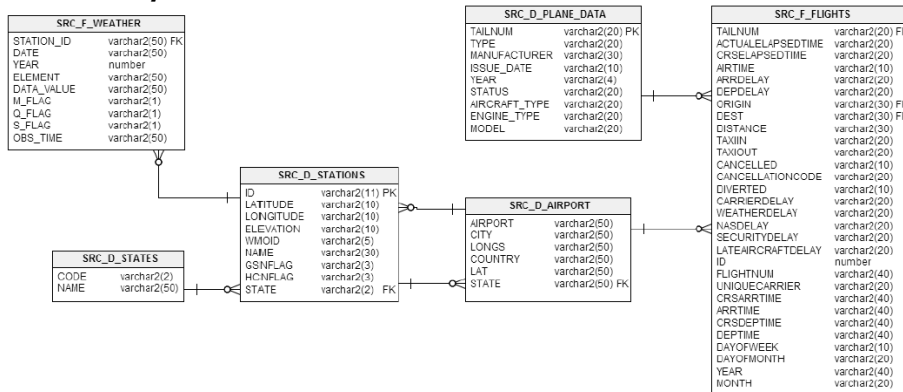 SRC_F_WEATHER
STATION_ID varchar2(50) FK
DATE varchar2(50)
YEAR number
ELEMENT varchar2(50)
DATA_VALUE varchar2(50)
M_FLAG varchar2(1)
Q_FLAG varchar2(1)
S_FLAG varchar2(1)
OBS_TIME varchar2(50)
SRC_D_STATES
CODE varchar2(2)
NAME varchar2(50)
SRC_D_STATIONS
ID varchar2(11) PK
LATITUDE varchar2(10)
LOINGITUDE varchar2(10)
ELEVATION varchar2(10)
WMOID varchar2(5)
NAME varchar2(30)
GSNFLAG varchar2(3)
HCNFLAG varchar2(3)
STATE varchar2(2) FK
SRC_D_PLANE_DATA
TAILNUM varchar2(20) PK
TYPE varchar2(20)
MANUFACTURER varchar2(30)
ISSUE_DATE varchar2(10)
YEAR varchar2(4)
STATUS varchar2(20)
AIRCRAFT_TYPE varchar2(20)
ENGINE_TYPE varchar2(20)
MODEL varchar2(20)
SRC_D_AIRPORT
AIRPORT varchar2(50)
CITY varchar2(50)
LONGS varchar2(50)
COUNTRY varchar2(50)
LAT varchar2(50)
STATE varchar2(50) FK
SRC_F_FLIGHTS
TAILNUM varchar2(20)
ACTUALELAPSEDTIME varchar2(20)
CRSELAPSEDTIME varchar2(20)
AIRTIME varchar2(10)
ARRDELAY varchar2(20)
DEPDELAY varchar2(20)
ORIGIN varchar2(30)
DEST varchar2(30)
DISTANCE varchar2(30)
TAXIIN varchar2(20)
TAXIOUT varchar2(20)
CANCELLED varchar2(10)
CANCELLATIONCODE varchar2(20)
DIVERTED varchar2(10)
CARRIERDELAY varchar2(20)
WEATHERDELAY varchar2(20)
NASDELAY varchar2(20)
SECURITYDELAY varchar2(20)
LATEAIRCRAFTDELAY varchar2(20)
ID number
FLIGHTNUM varchar2(40)
UNIQUECARRIER varchar2(20)
CRSARRTIME varchar2(40)
ARRTIME varchar2(40)
CRSDEPTIME varchar2(40)
DEPTIME varchar2(40)
DAYOFWEEK varchar2(10)
DAYOFMONTH varchar2(20)
YEAR varchar2(40)
MONTH varchar2(20)